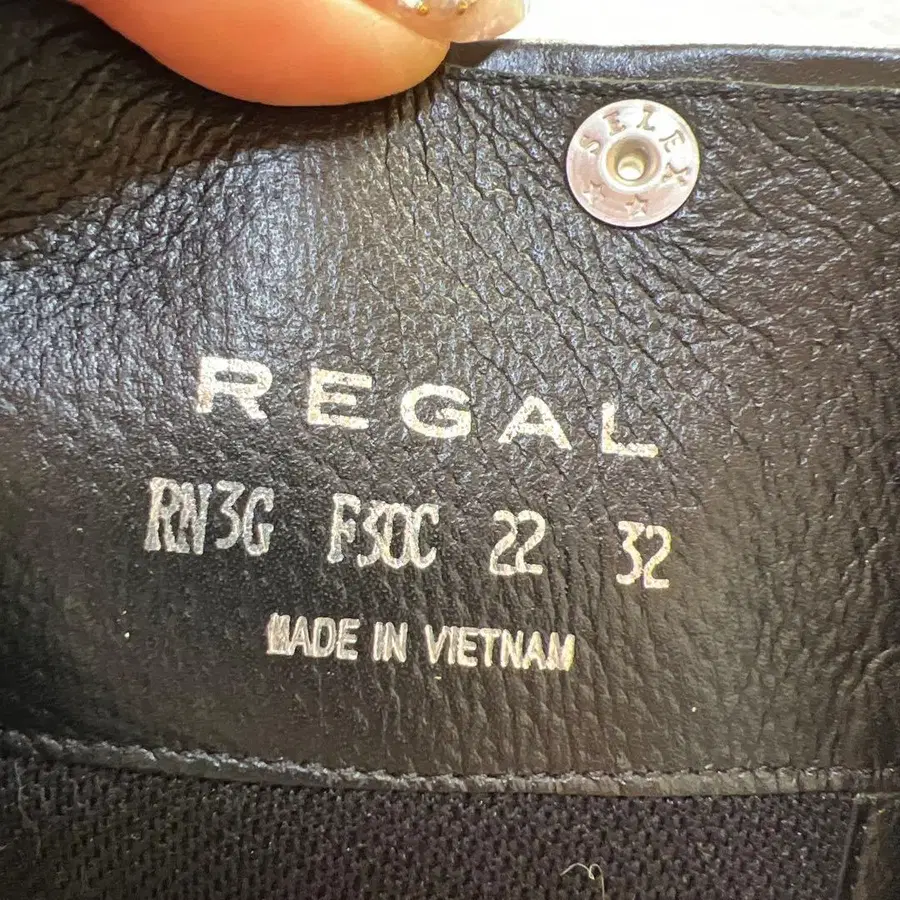 SELEX
REGAL
RN3G F30C 22 32
MADE IN VIETNAM